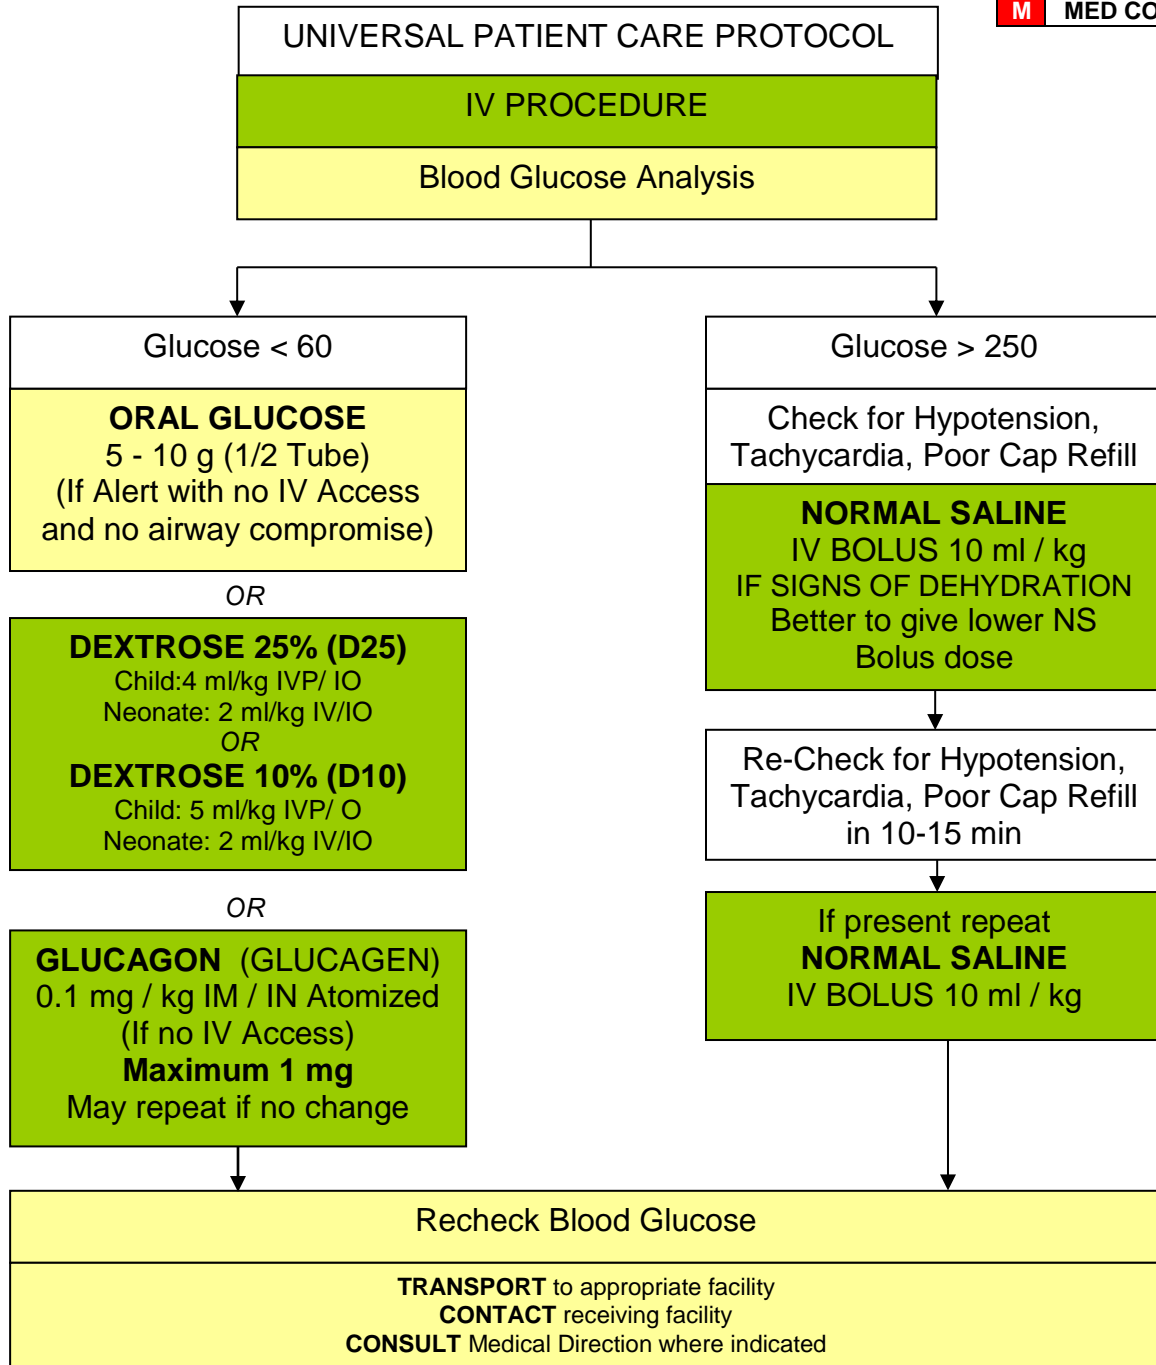 M MED CO
UNIVERSAL PATIENT CARE PROTOCOL
IV PROCEDURE
Blood Glucose Analysis
Glucose < 60
ORAL GLUCOSE
5 - 10 g (1/2 Tube)
(If Alert with no IV Access
and no airway compromise)
OR
DEXTROSE 25% (D25)
Child:4 ml/kg IVP/ IO
Neonate: 2 ml/kg IV/IO
OR
DEXTROSE 10% (D10)
Child: 5 ml/kg IVP/ O
Neonate: 2 ml/kg IV/IO
OR
GLUCAGON (GLUCAGEN)
0.1 mg / kg IM / IN Atomized
(If no IV Access)
Maximum 1 mg
May repeat if no change
Glucose > 250
Check for Hypotension,
Tachycardia, Poor Cap Refill
NORMAL SALINE
IV BOLUS 10 ml / kg
IF SIGNS OF DEHYDRATION
Better to give lower NS
Bolus dose
Re-Check for Hypotension,
Tachycardia, Poor Cap Refill
in 10-15 min
If present repeat
NORMAL SALINE
IV BOLUS 10 ml / kg
Recheck Blood Glucose
TRANSPORT to appropriate facility
CONTACT receiving facility
CONSULT Medical Direction where indicated